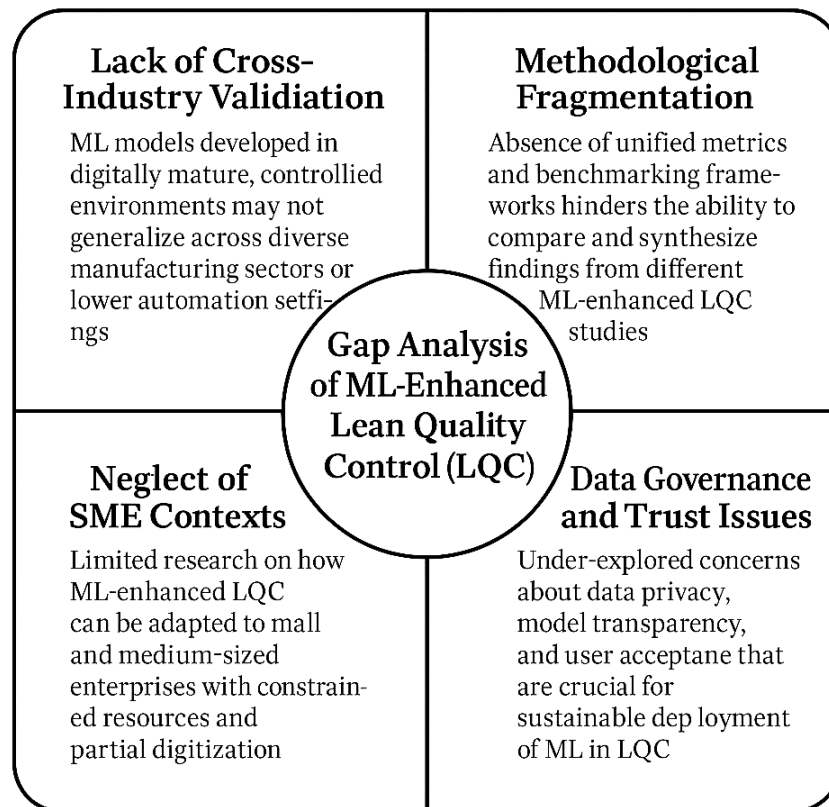 Lack of Cross-
Industry Validiation
ML models developed in
digitally mature, controllied
environments may not
generalize across diverse
manufacturing sectors or
lower automation setfi-
ngs
Methodological
Fragmentation
Absence of unified metrics
and benchmarking frame-
works hinders the ability to
compare and synthesize
findings from different
ML-enhanced LQC
studies
Gap Analysis
of ML-Enhanced
Lean Quality
Control (LQC)
Neglect of
SME Contexts
Limited research on how
ML-enhanced LQC
can be adapted to mall
and medium-sized
enterprises with constrain-
ed resources and
partial digitization
Data Governance
and Trust Issues
Under-explored concerns
about data privacy,
model transparency,
and user acceptane that
are crucial for
sustainable dep loyment
of ML in LQC